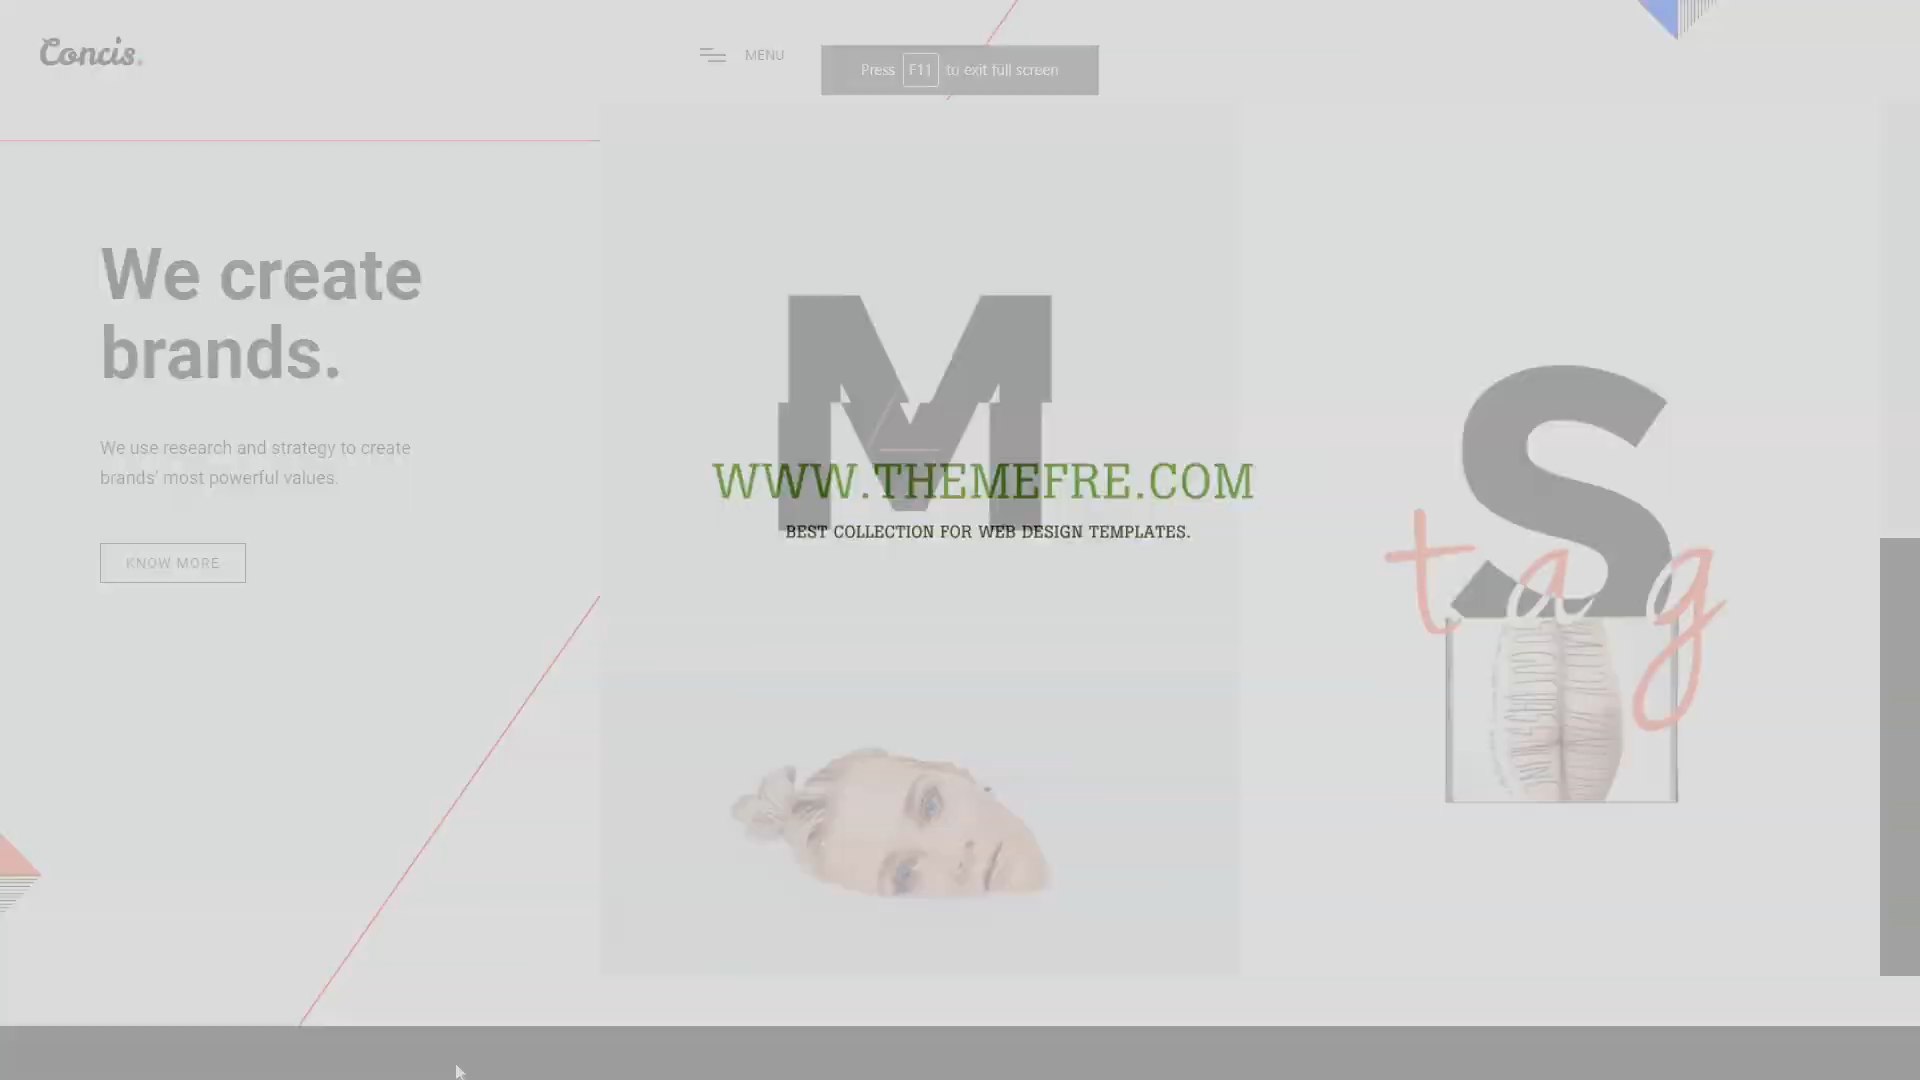 Concis.
MENU
Press F11 to exit full screen
We create
brands.
We use research and strategy to create
brands' most powerful values.
KNOW MORE
M
WWW.THEMEFRE.COM
BEST COLLECTION FOR WEB DESIGN TEMPLATES.
S
tag